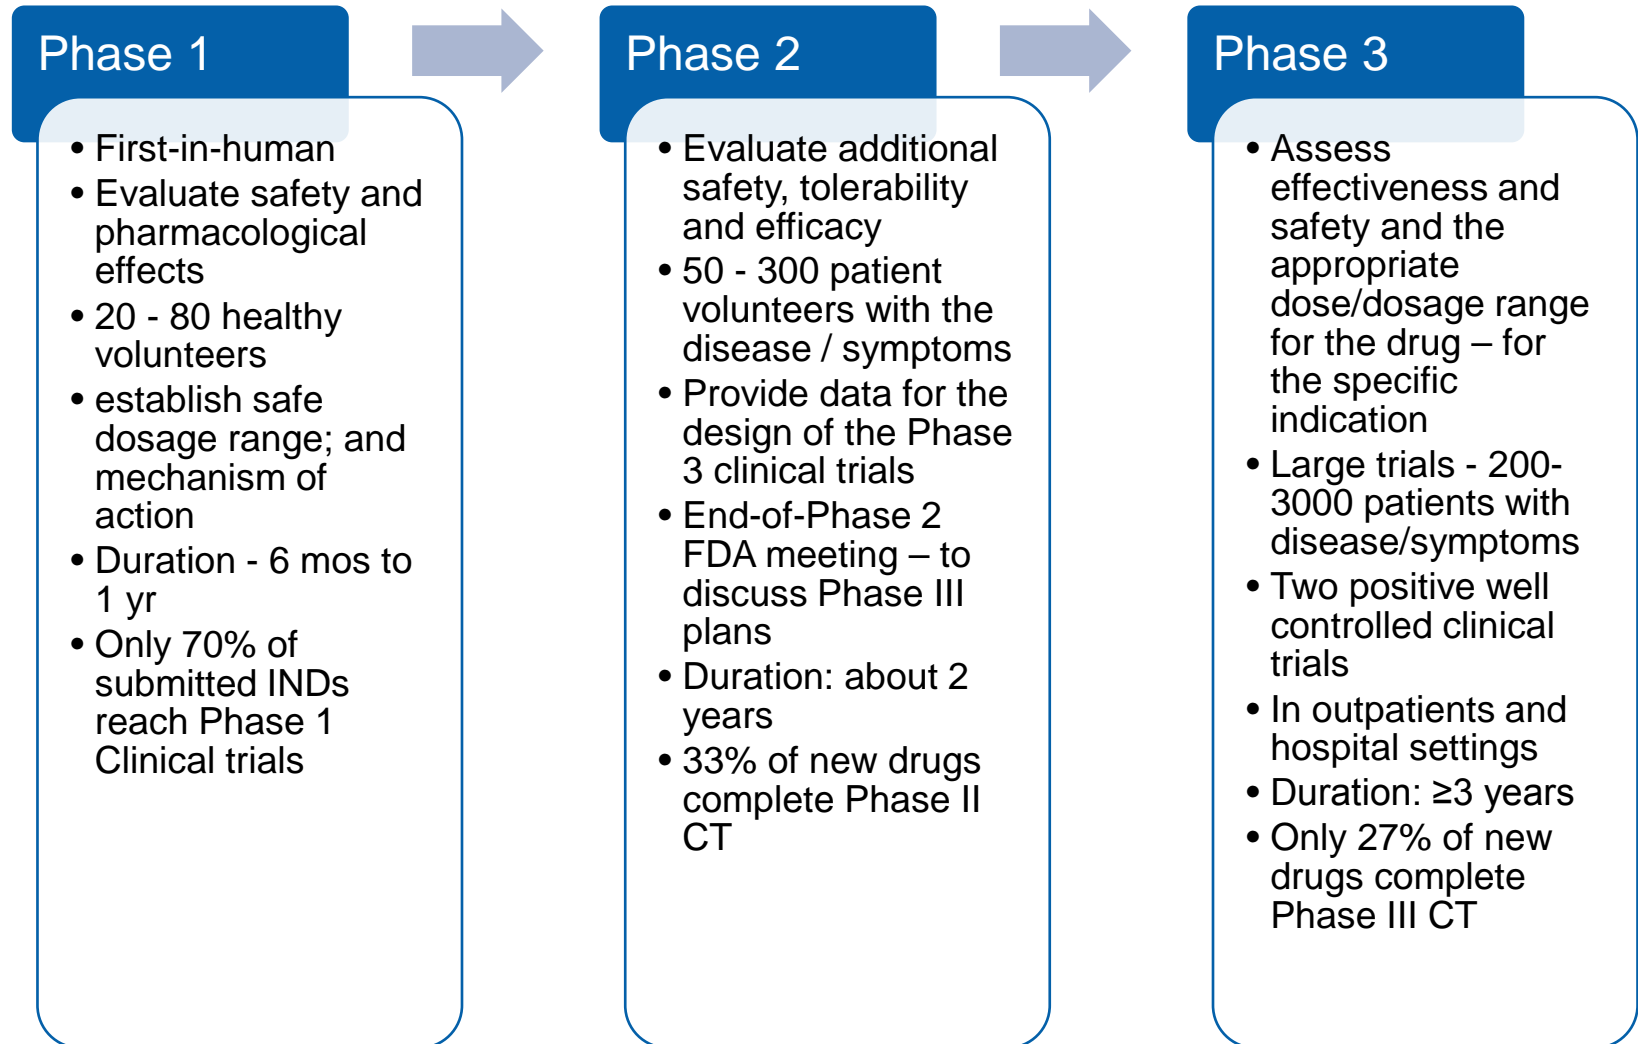 Phase 1
• First-in-human
• Evaluate safety and
pharmacological
effects
• 20 - 80 healthy
volunteers
• establish safe
dosage range; and
mechanism of
action
• Duration - 6 mos to
1 yr
• Only 70% of
submitted INDs
reach Phase 1
Clinical trials
Phase 2
• Evaluate additional
safety, tolerability
and efficacy
• 50 - 300 patient
volunteers with the
disease / symptoms
• Provide data for the
design of the Phase
3 clinical trials
• End-of-Phase 2
FDA meeting – to
discuss Phase III
plans
• Duration: about 2
years
• 33% of new drugs
complete Phase II
CT
Phase 3
• Assess
effectiveness and
safety and the
appropriate
dose/dosage range
for the drug – for
the specific
indication
• Large trials - 200-
3000 patients with
disease/symptoms
• Two positive well
controlled clinical
trials
• In outpatients and
hospital settings
• Duration: ≥3 years
• Only 27% of new
drugs complete
Phase III CT